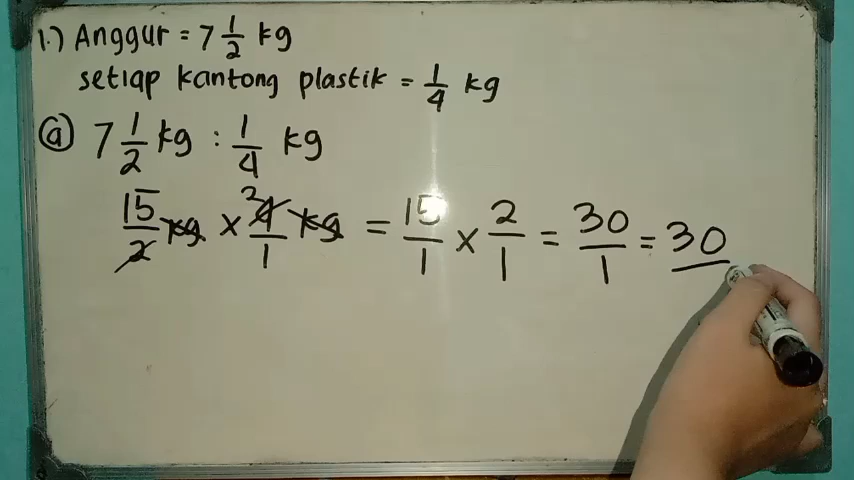 1.) Anggur = 7 1/2 kg
setiap kantong plastik = 1/4 kg
(a) 7 1/2 kg : 1/4 kg
15/2 kg x 2 4/1 kg = 15/1 x 2/1 = 30/1 = 30